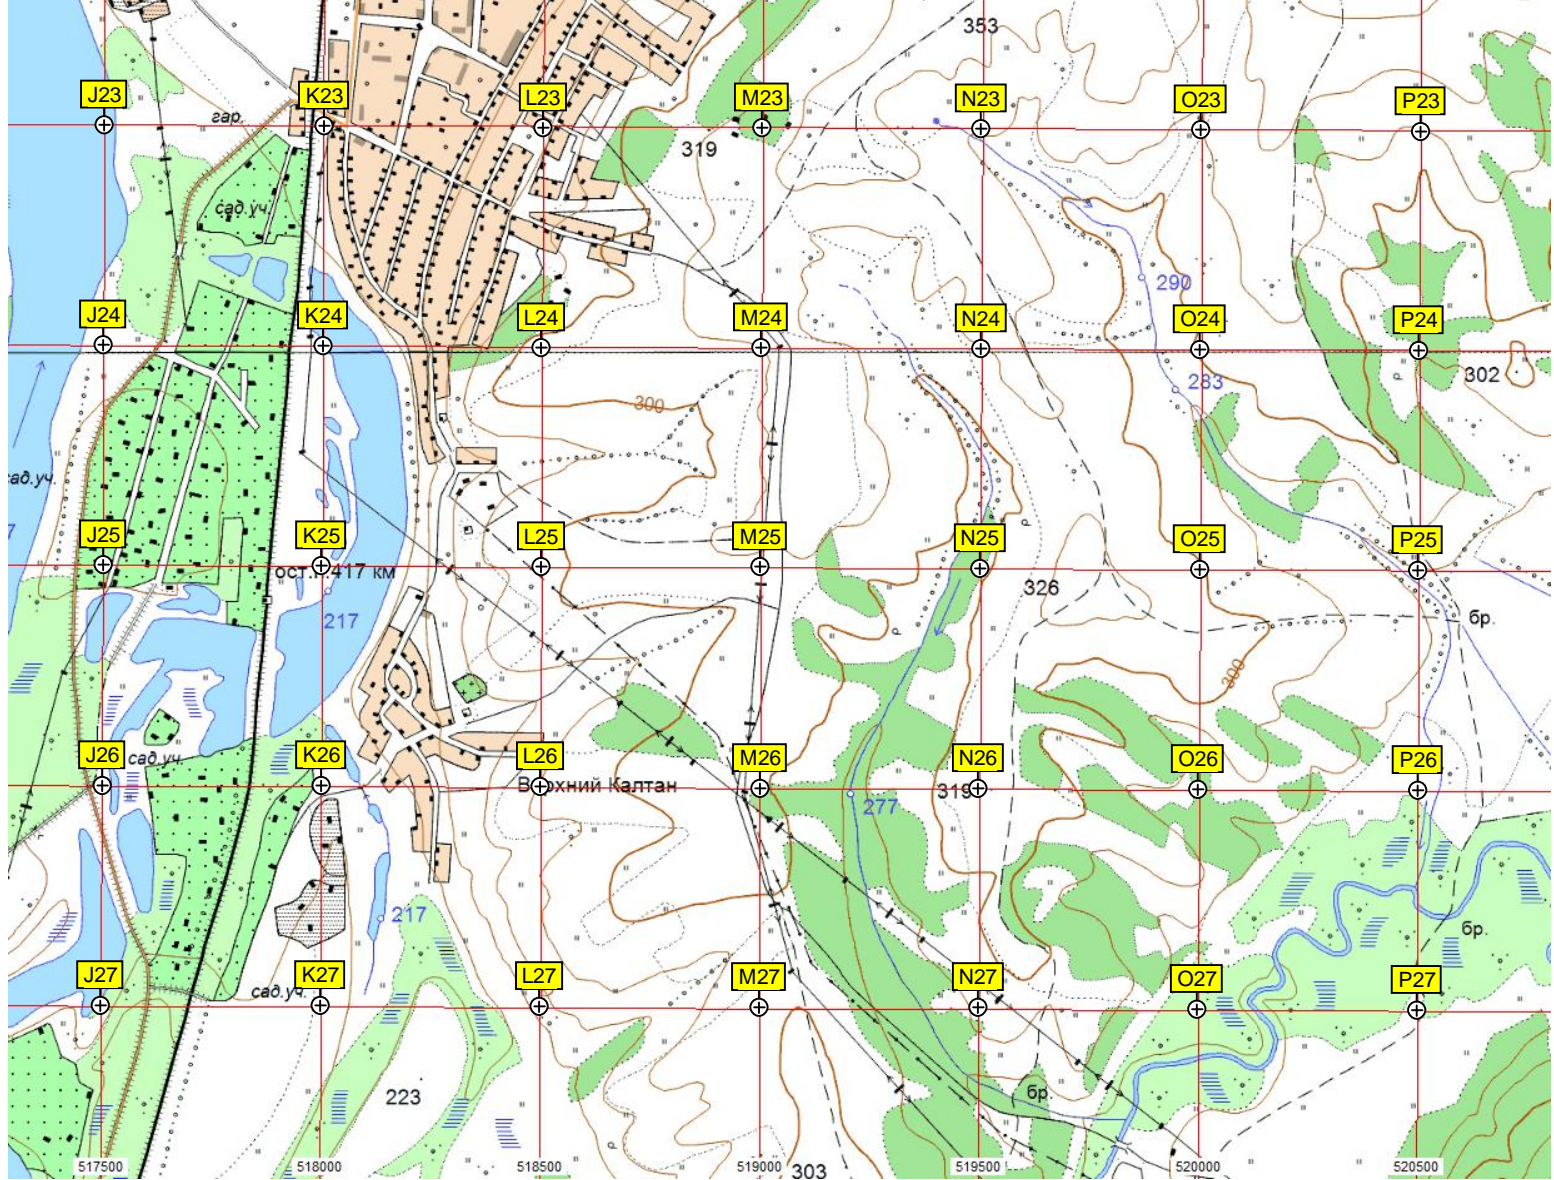 353
J23 K23 L23 M23 N23 O23 P23
гар.
319
сад.уч.
290
J24 K24 L24 M24 N24 O24 P24
283
302
300
сад.уч.
7
J25 K25 L25 M25 N25 O25 P25
ост.п.417 км
326
217
бр.
300
J26 K26 L26 M26 N26 O26 P26
сад.уч.
Верхний Калтан
319
277
217
бр.
J27 K27 L27 M27 N27 O27 P27
сад.уч.
223
бр.
303
517500 518000 518500 519000 519500 520000 520500